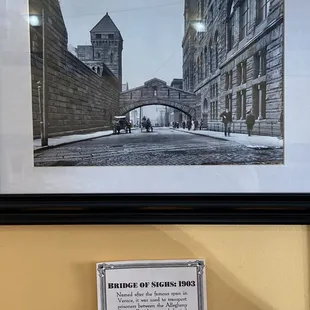 BRIDGE OF SIGHS: 1903
Named after the famous span in
Venice, it was used to transport
prisoners between the Allegheny